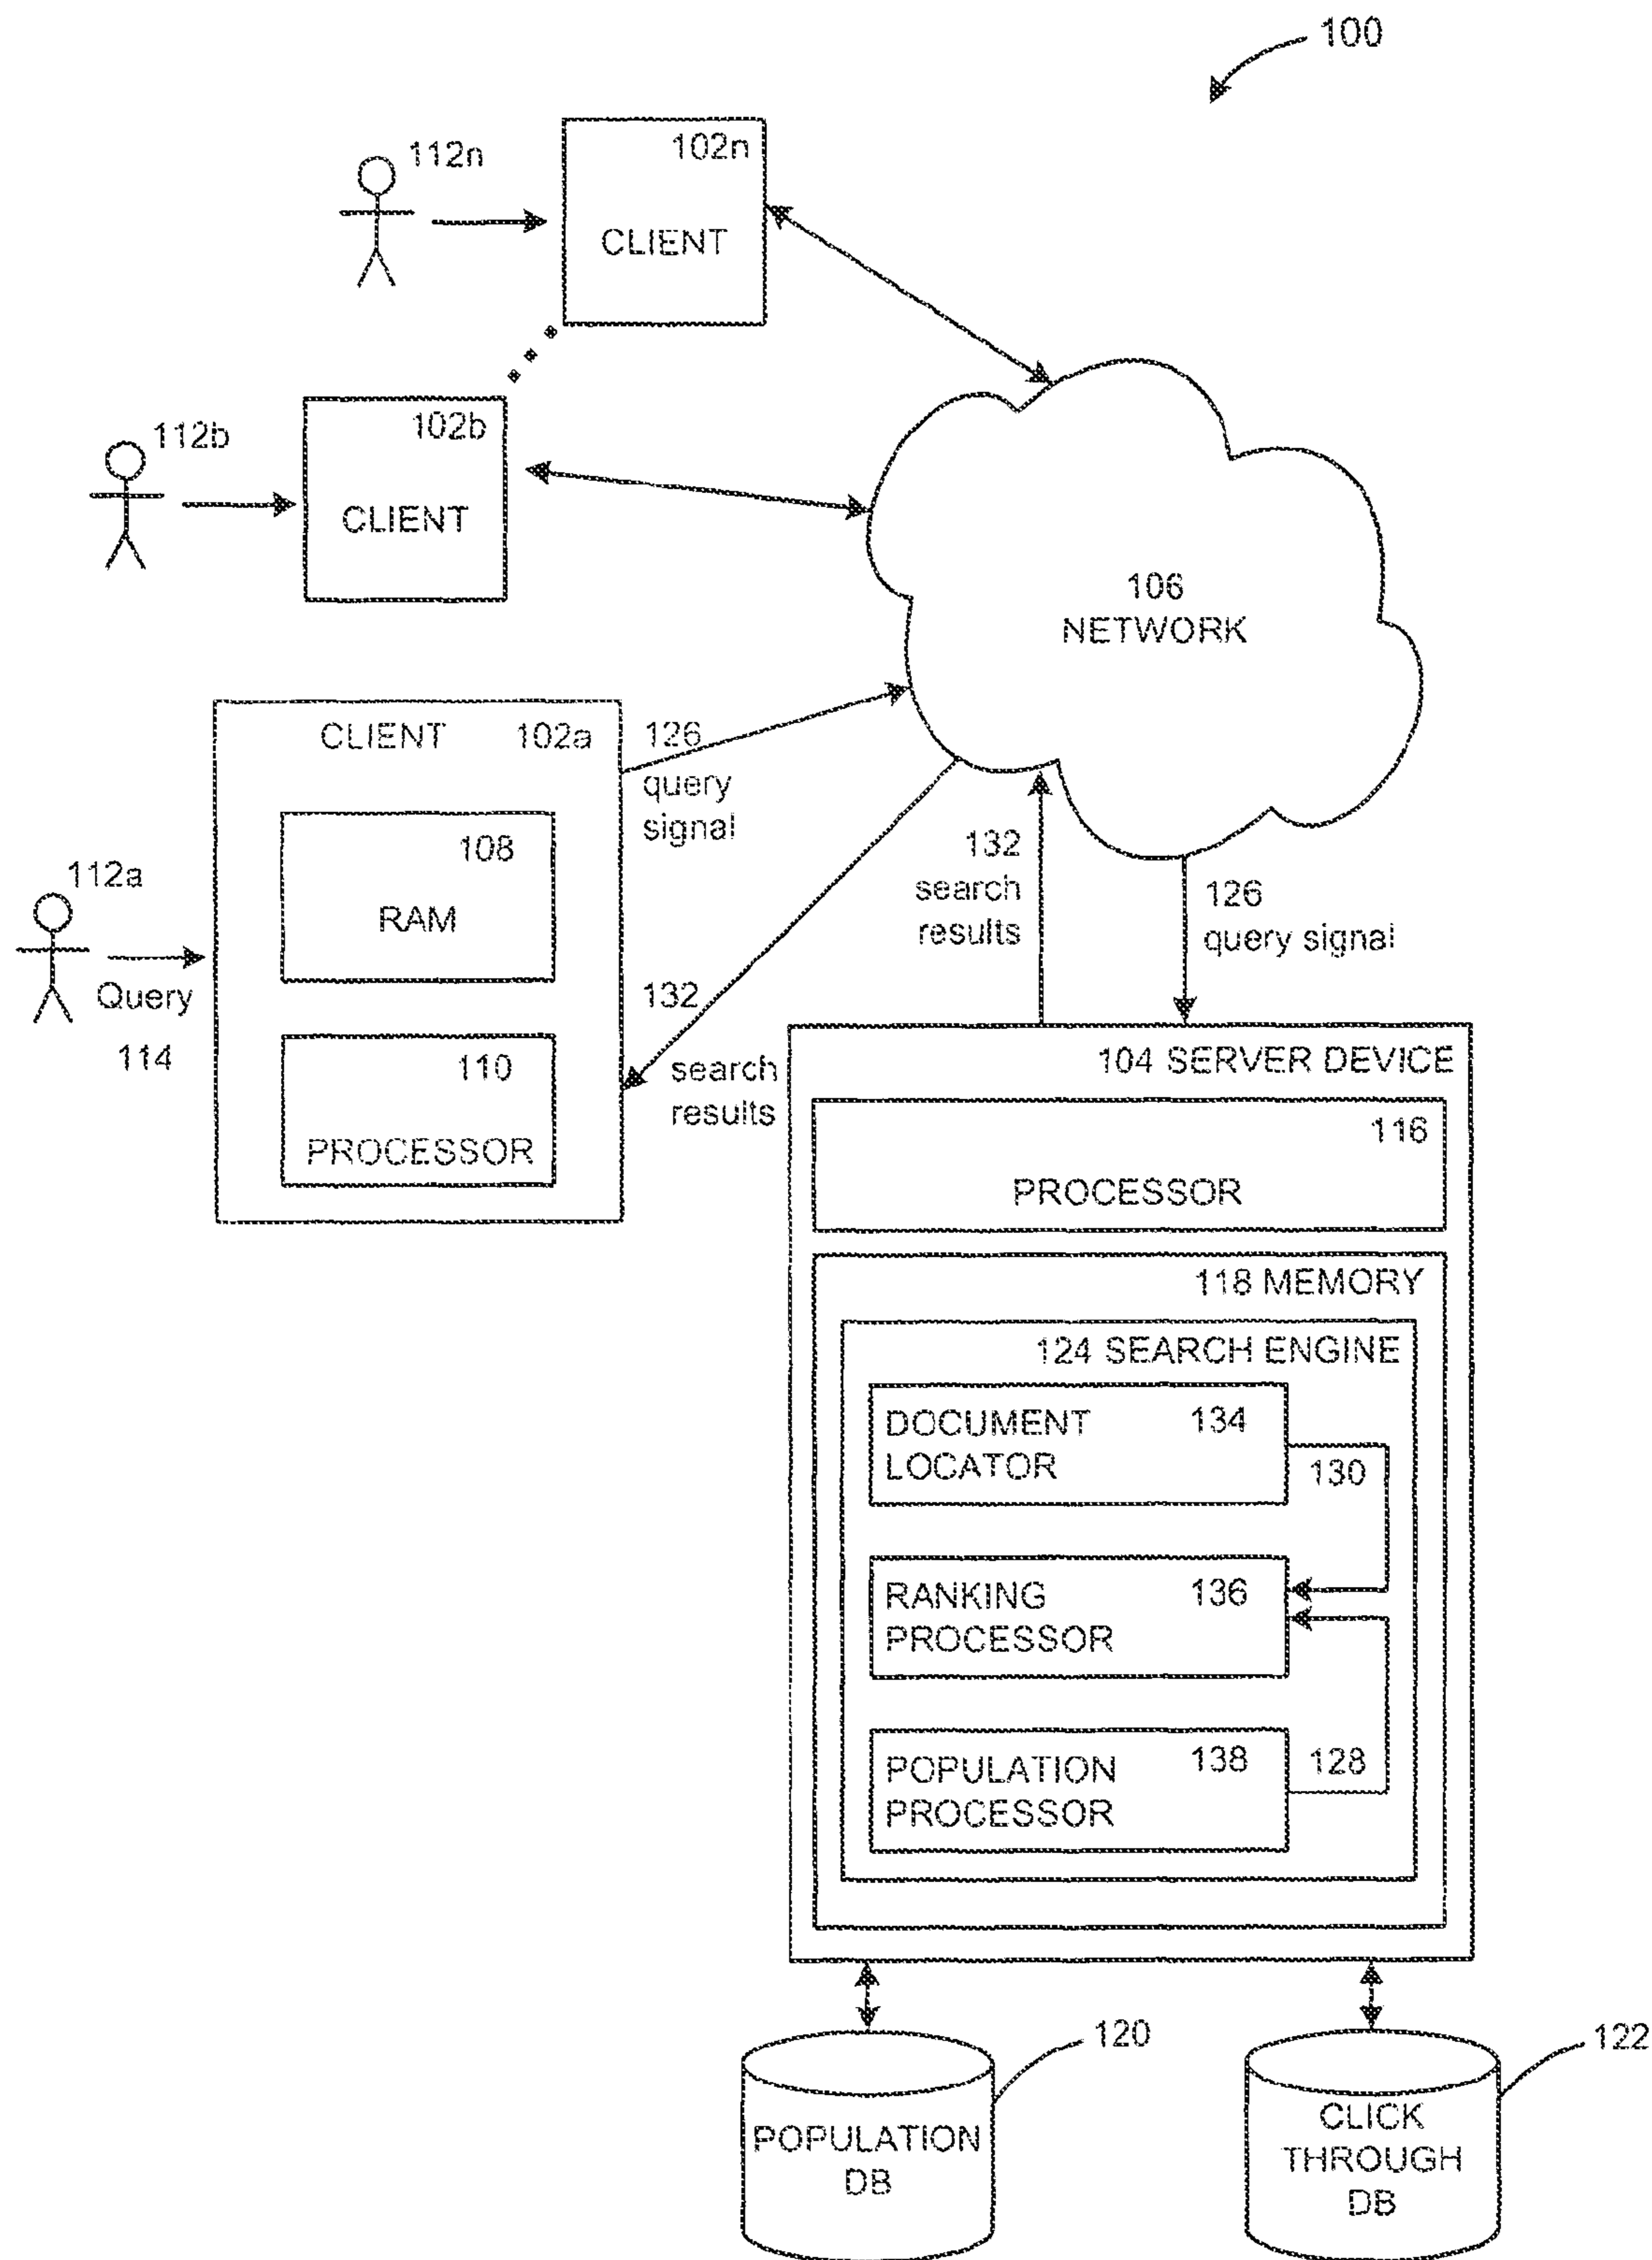 100
112n
102n
CLIENT
112b
102b
CLIENT
106
NETWORK
CLIENT 102a
126
query
signal
108
RAM
112a
Query
114
132
search
results
126
query signal
132
search
results
110
PROCESSOR
104 SERVER DEVICE
116
PROCESSOR
118 MEMORY
124 SEARCH ENGINE
DOCUMENT 134
LOCATOR
130
RANKING 136
PROCESSOR
POPULATION 138
PROCESSOR
128
120
122
POPULATION
DB
CLICK
THROUGH
DB